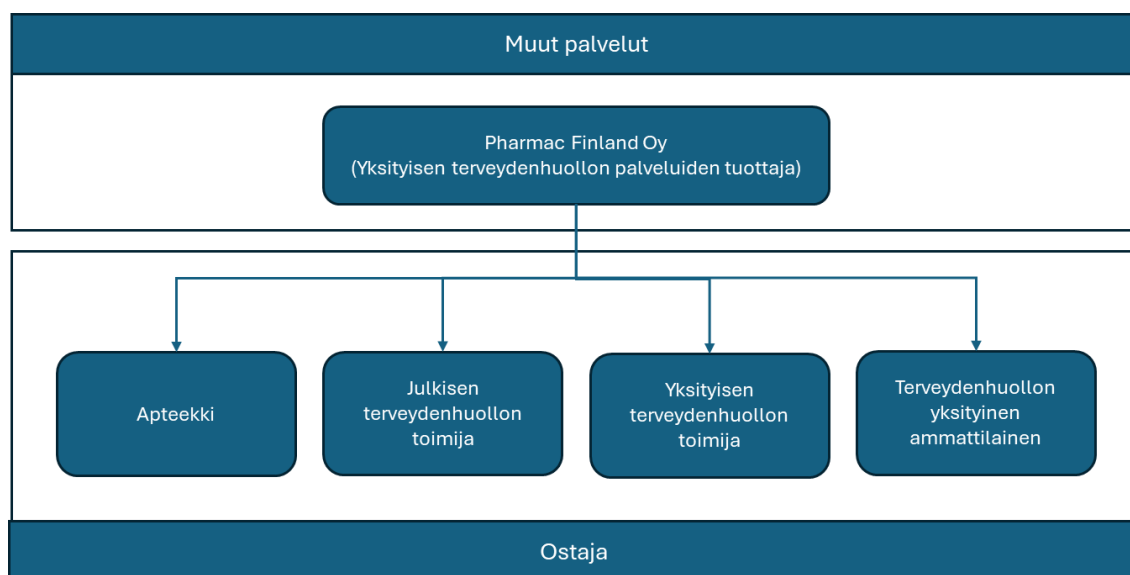 Muut palvelut
Pharmac Finland Oy
(Yksityisen terveydenhuollon palveluiden tuottaja)
Apteekki
Julkisen
terveydenhuollon
toimija
Yksityisen
terveydenhuollon
toimija
Terveydenhuollon
yksityinen
ammattilainen
Ostaja